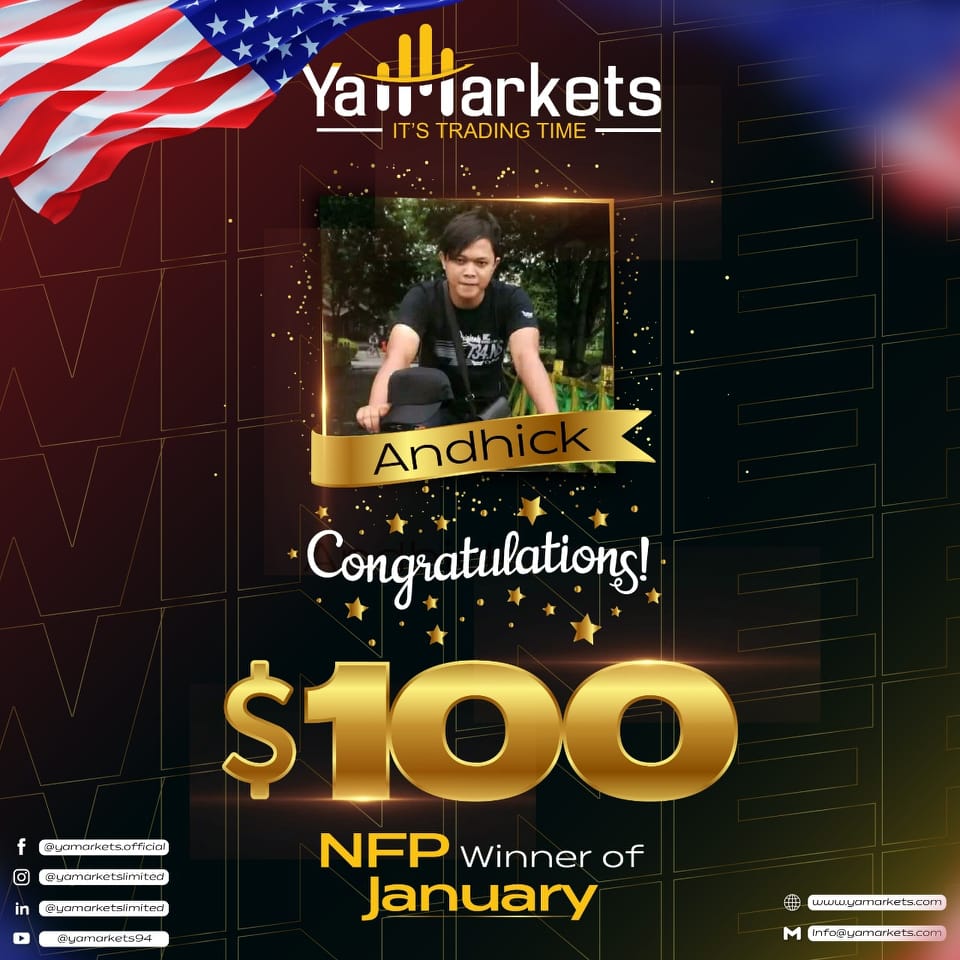 YaMarkets
IT'S TRADING TIME
Andhick
Congratulations!
$100
NFP Winner of
January
@yamarkets.official
@yamarketslimited
@yamarketslimited
@yamarkets94
www.yamarkets.com
Info@yamarkets.com